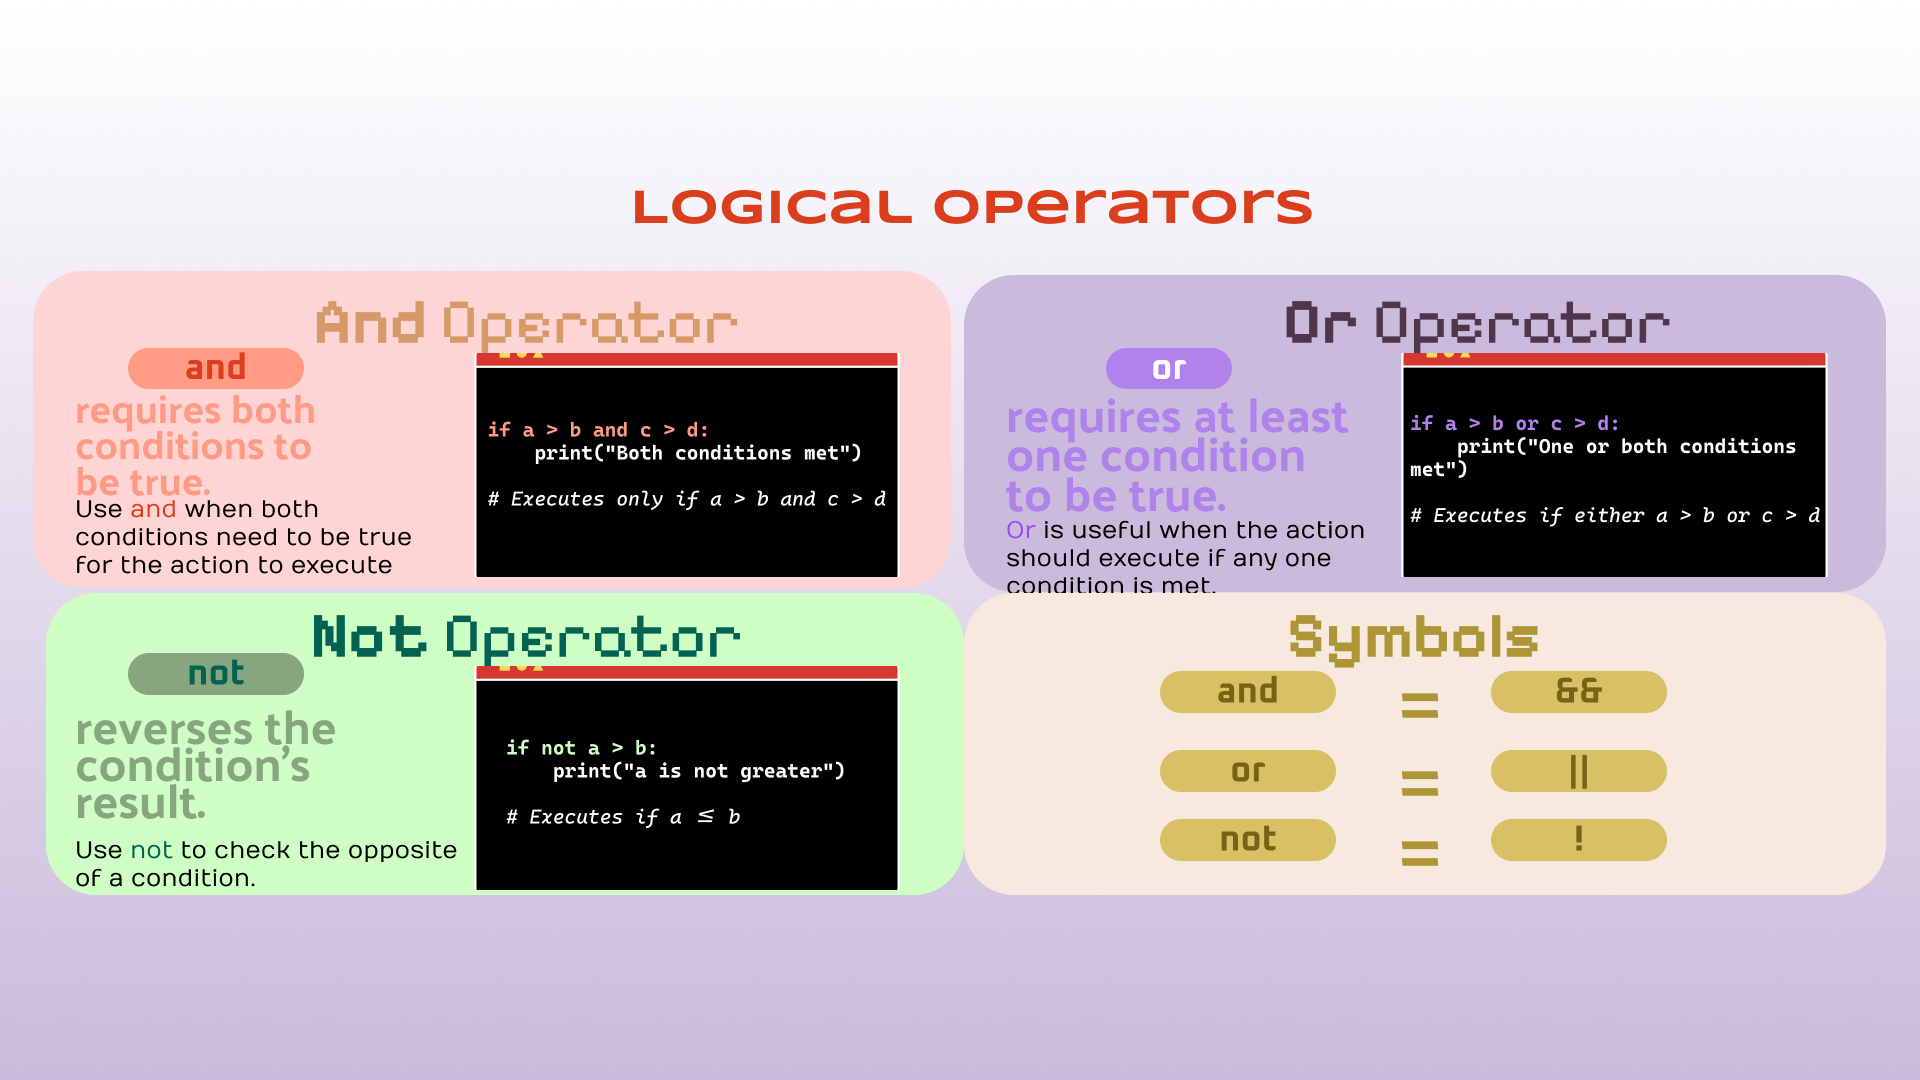 Logical Operators
And Operator
and
requires both
conditions to
be true.
Use and when both
conditions need to be true
for the action to execute
if a > b and c > d:
print("Both conditions met")
# Executes only if a > b and c > d
Or Operator
or
requires at least
one condition
to be true.
Or is useful when the action
should execute if any one
condition is met.
if a > b or c > d:
print("One or both conditions
met")
# Executes if either a > b or c > d
Not Operator
not
reverses the
condition's
result.
Use not to check the opposite
of a condition.
if not a > b:
print("a is not greater")
# Executes if a ≤ b
Symbols
and = &&
or = ||
not = !